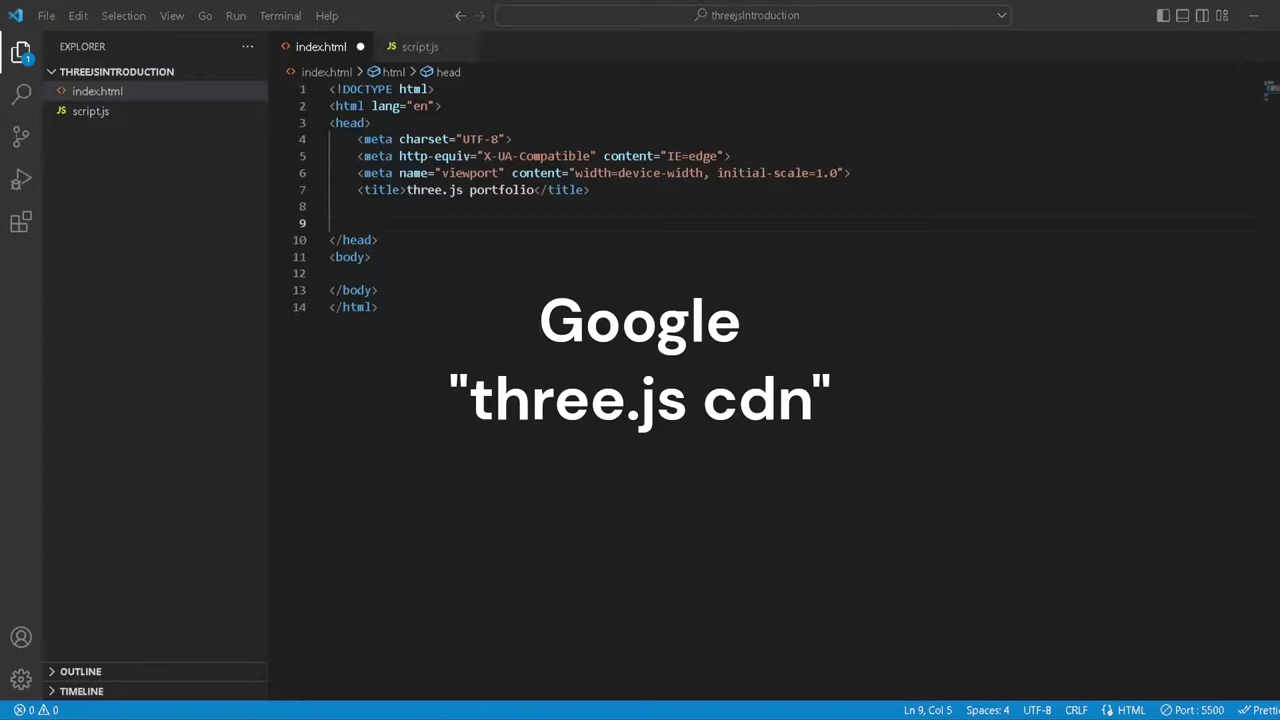 File Edit Selection View Go Run Terminal Help
threejsIntroduction
EXPLORER
THREEJSINTRODUCTION
index.html
script.js
index.html script.js
index.html > html > head
1 <!DOCTYPE html>
2 <html lang="en">
3 <head>
4 <meta charset="UTF-8">
5 <meta http-equiv="X-UA-Compatible" content="IE=edge">
6 <meta name="viewport" content="width=device-width, initial-scale=1.0">
7 <title>three.js portfolio</title>
8
9
10 </head>
11 <body>
12
13 </body>
14 </html>
Google
"three.js cdn"
1
OUTLINE
TIMELINE
0 0 Ln 9, Col 5 Spaces: 4 UTF-8 CRLF HTML Port : 5500 Pretti